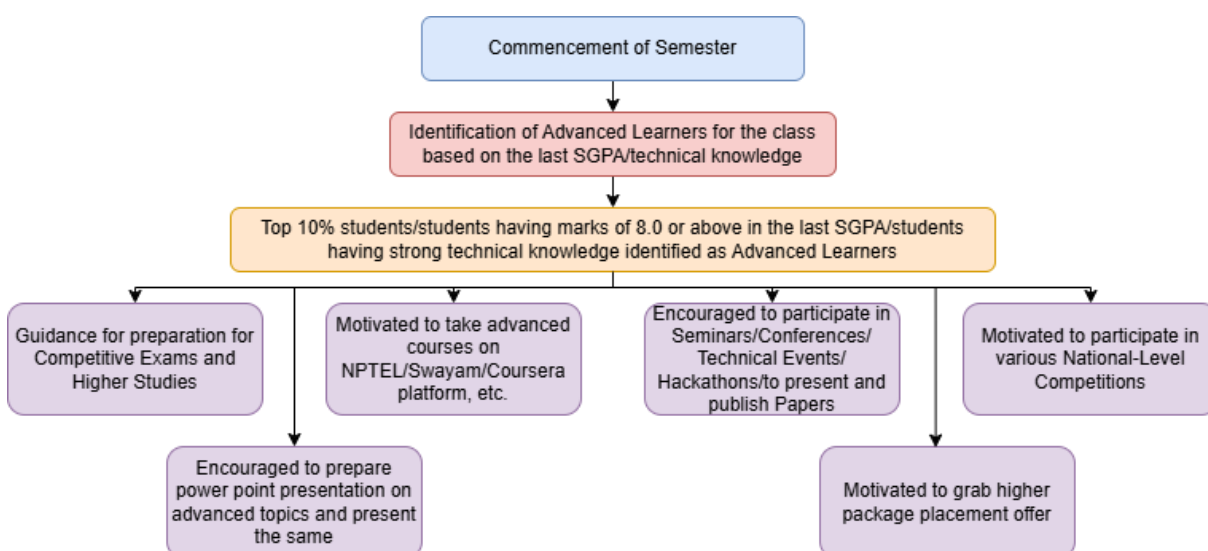 Commencement of Semester
Identification of Advanced Learners for the class
based on the last SGPA/technical knowledge
Top 10% students/students having marks of 8.0 or above in the last SGPA/students
having strong technical knowledge identified as Advanced Learners
Guidance for preparation for
Competitive Exams and
Higher Studies
Motivated to take advanced
courses on
NPTEL/Swayam/Coursera
platform, etc.
Encouraged to participate in
Seminars/Conferences/
Technical Events/
Hackathons/to present and
publish Papers
Motivated to participate in
various National-Level
Competitions
Encouraged to prepare
power point presentation on
advanced topics and present
the same
Motivated to grab higher
package placement offer